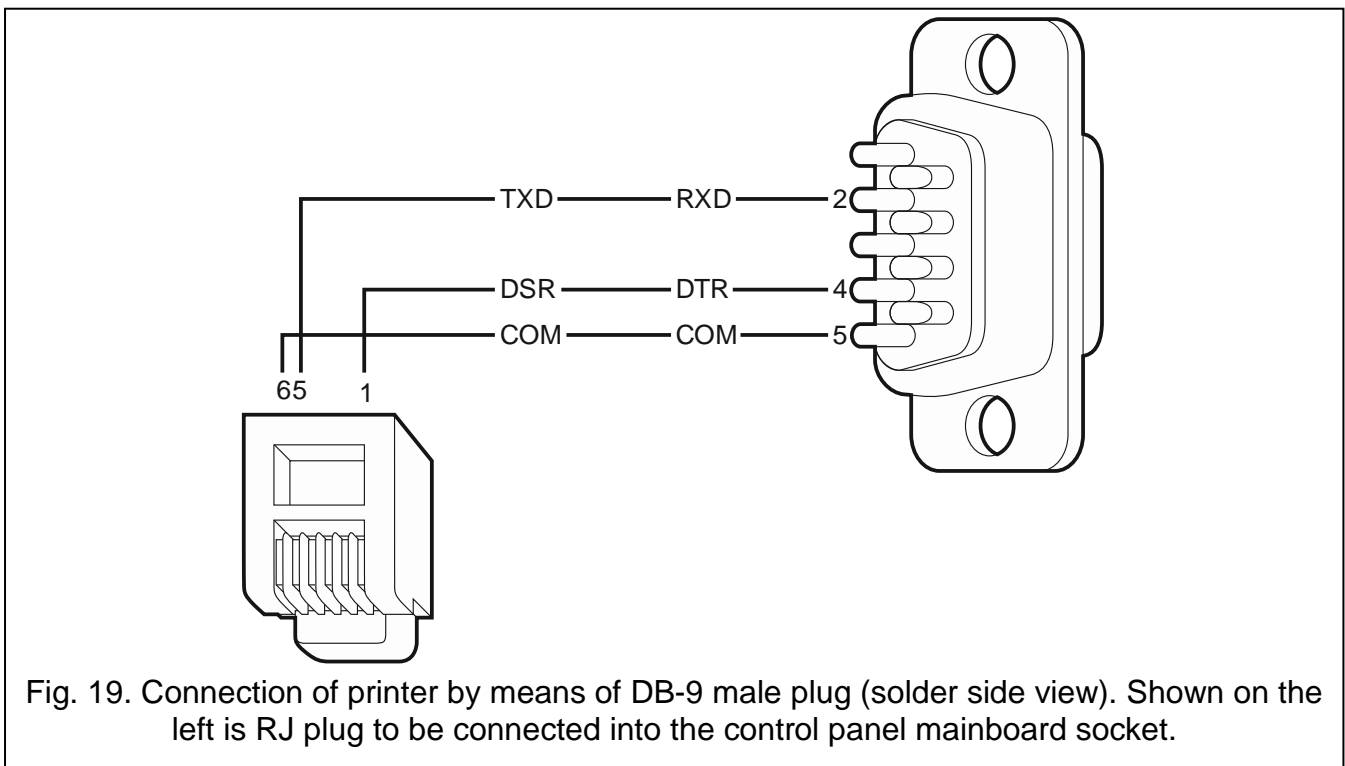 TXD RXD 2
DSR DTR 4
COM COM 5
65 1
Fig. 19. Connection of printer by means of DB-9 male plug (solder side view). Shown on the
left is RJ plug to be connected into the control panel mainboard socket.